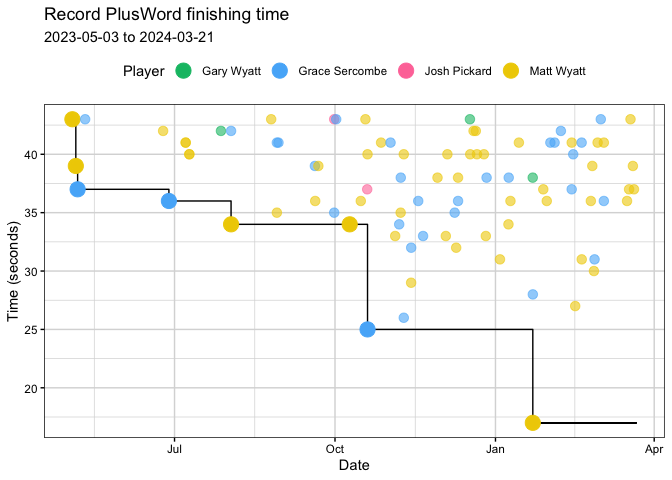 Record PlusWord finishing time
2023-05-03 to 2024-03-21
Player Gary Wyatt Grace Sercombe Josh Pickard Matt Wyatt
Time (seconds)
40
35
30
25
20
Jul Oct Jan Apr
Date